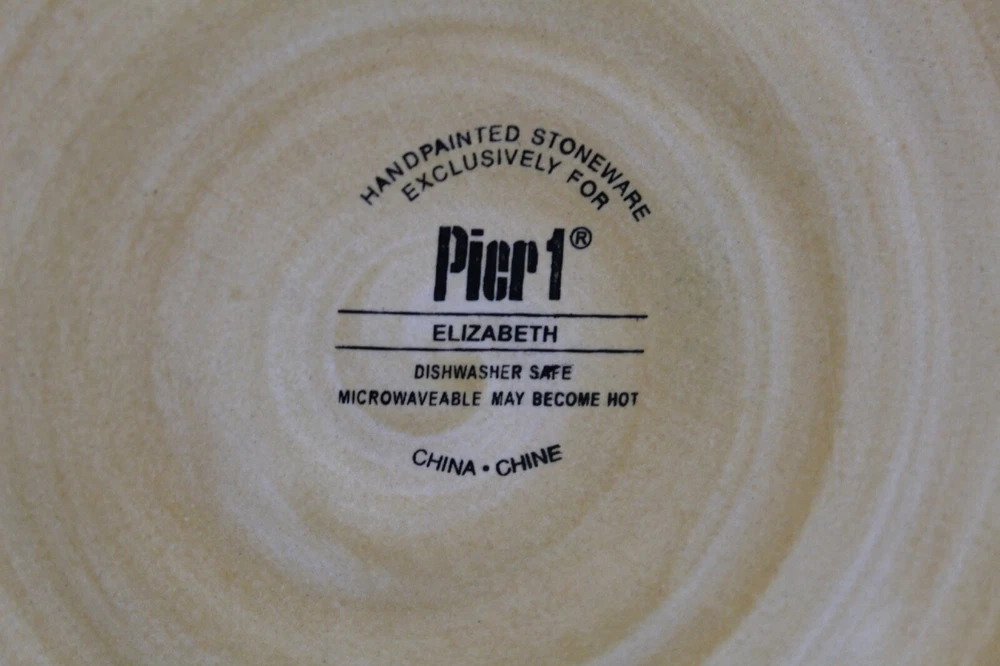 HANDPAINTED STONEWARE
EXCLUSIVELY FOR
Pier 1®
ELIZABETH
DISHWASHER SAFE
MICROWAVEABLE MAY BECOME HOT
CHINA • CHINE